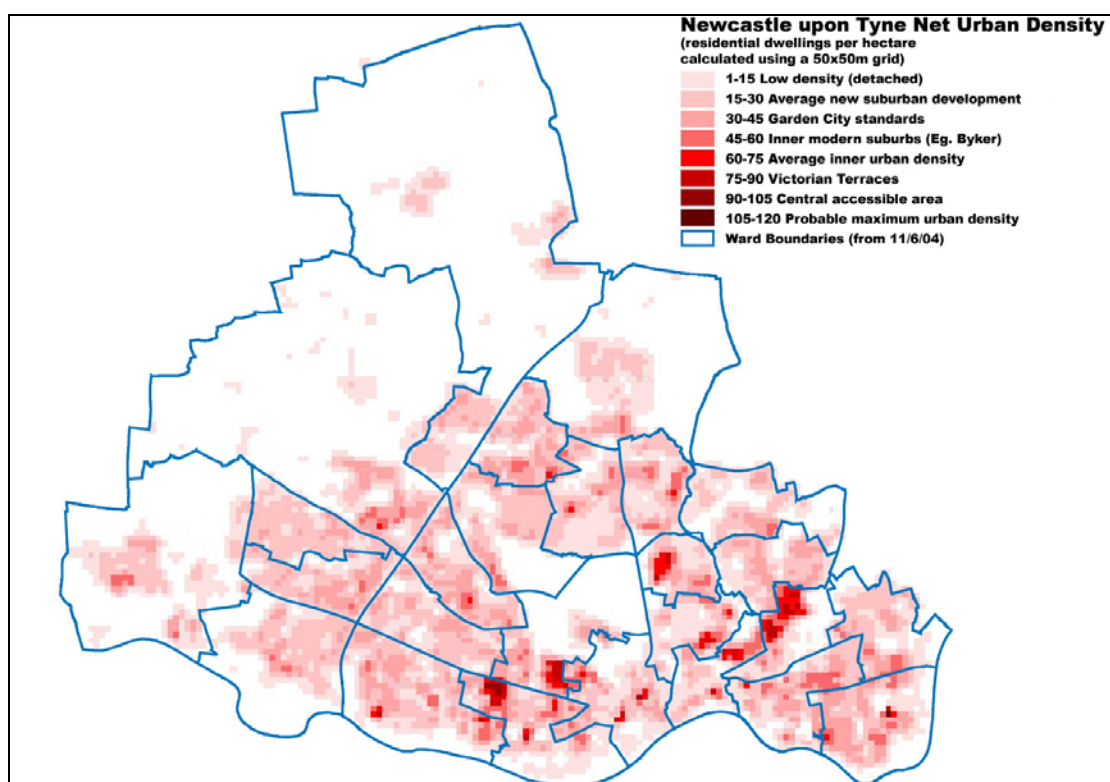 Newcastle upon Tyne Net Urban Density
(residential dwellings per hectare
calculated using a 50x50m grid)
1-15 Low density (detached)
15-30 Average new suburban development
30-45 Garden City standards
45-60 Inner modern suburbs (Eg. Byker)
60-75 Average inner urban density
75-90 Victorian Terraces
90-105 Central accessible area
105-120 Probable maximum urban density
Ward Boundaries (from 11/6/04)